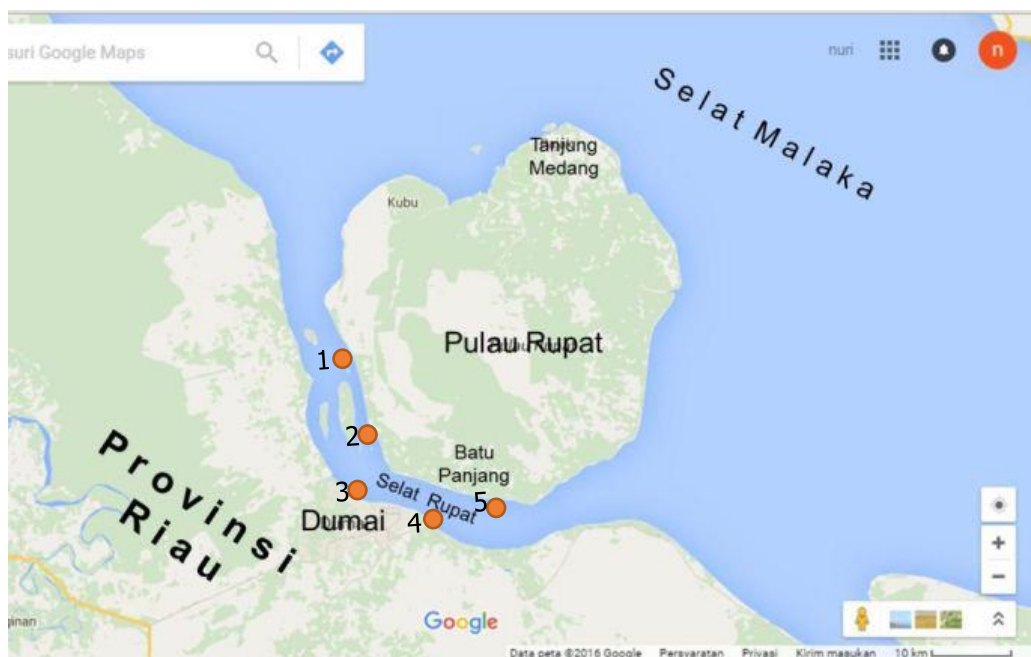 suri Google Maps
nuri
n
Selat Malaka
Tanjung
Medang
Kubu
Pulau Rupat
1
2
Batu
Panjang
3
Selat Rupat
5
4
Dumai
Provinsi
Riau
ginan
Google
Data peta ©2016 Google Persyaratan Privasi Kirim masukan 10 km